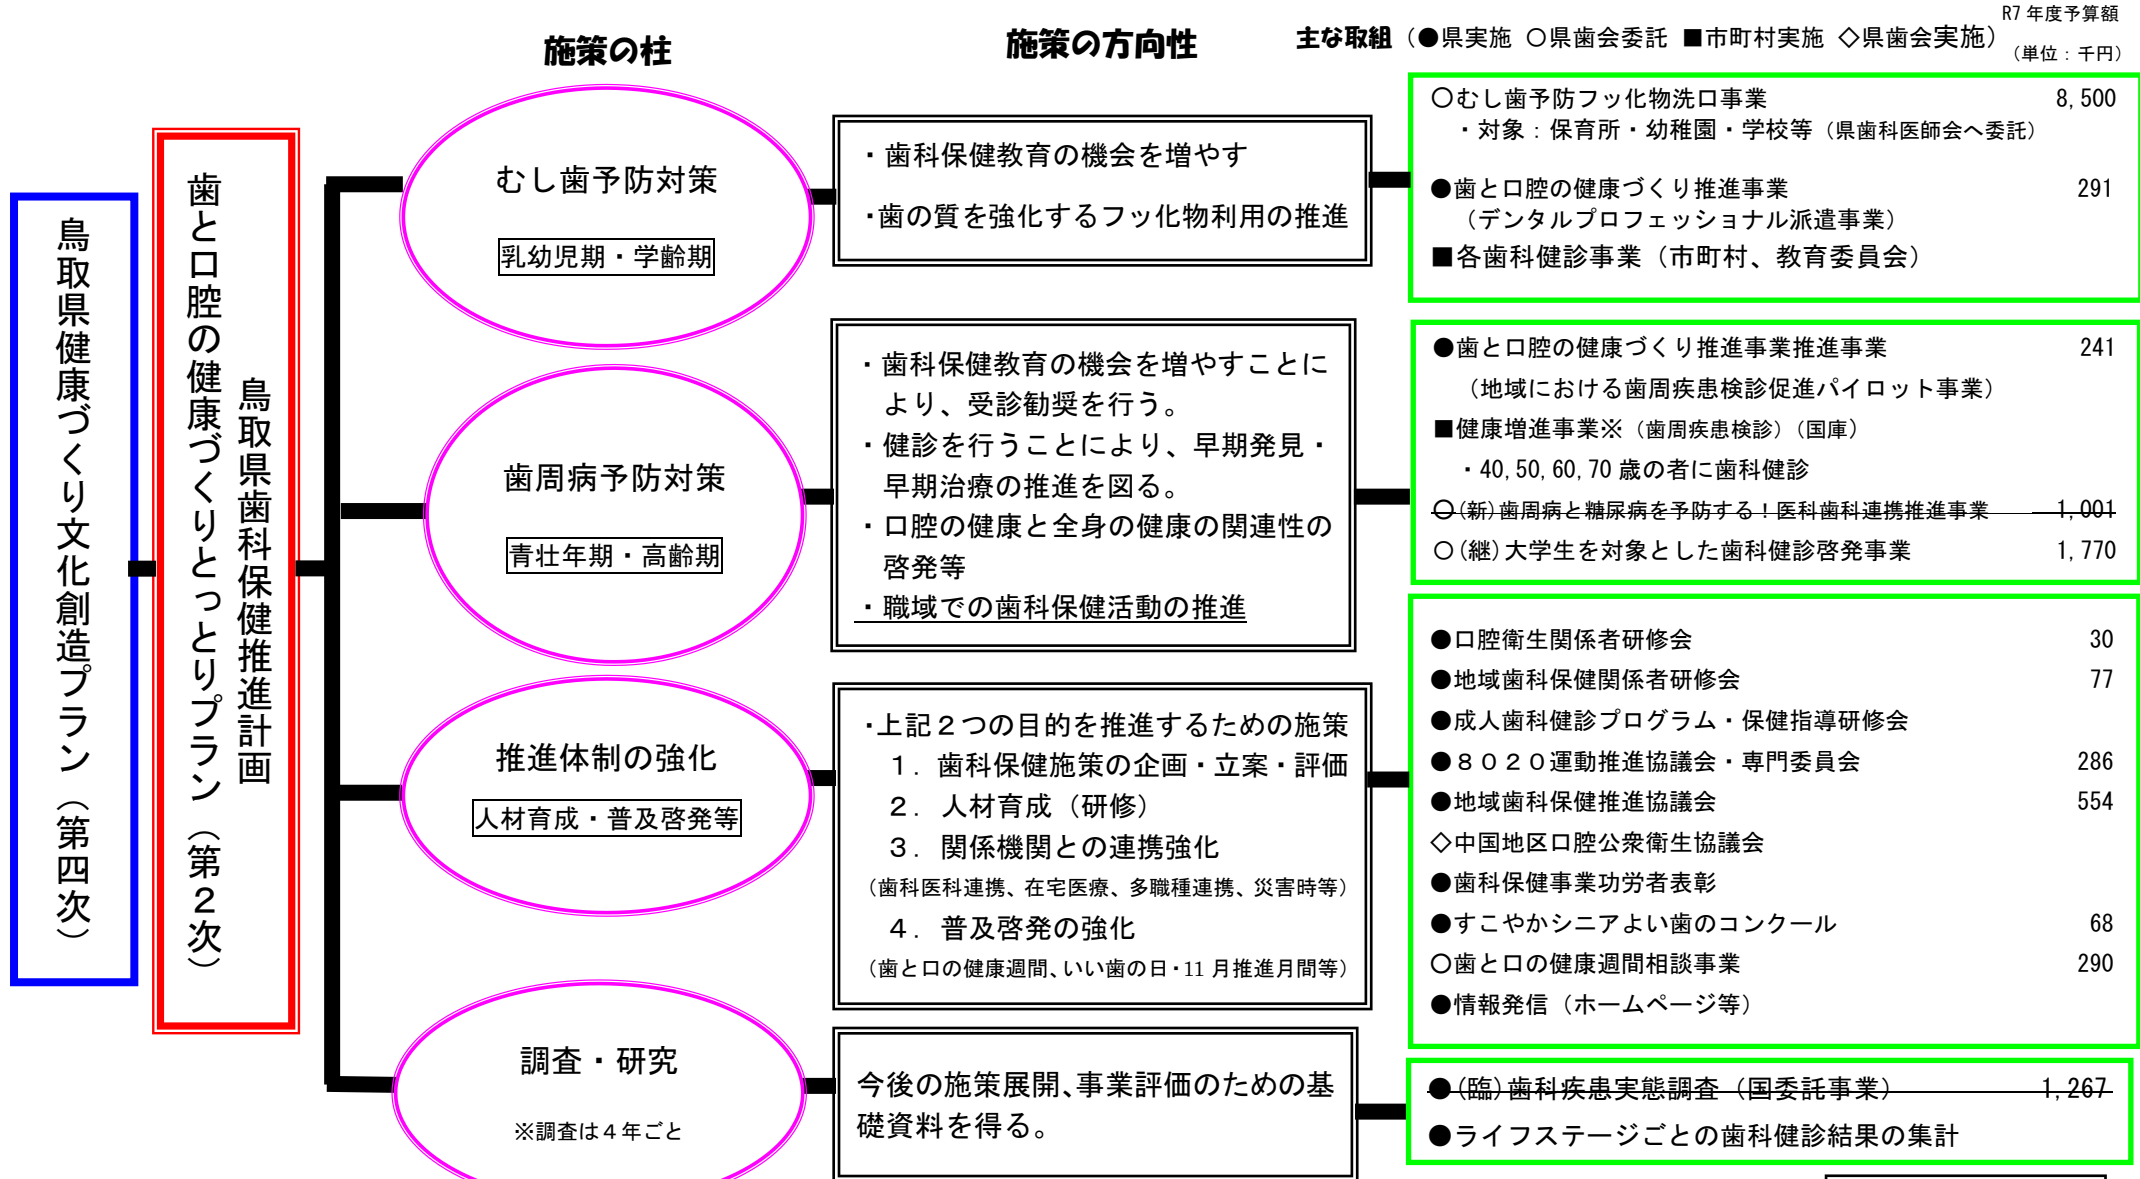 R7年度予算額
施策の柱
施策の方向性
主な取組（●県実施 ○県歯会委託 ■市町村実施 ◇県歯会実施）
（単位：千円）
鳥取県健康づくり文化創造プラン（第四次）
鳥取県歯科保健推進計画
歯と口腔の健康づくりとっとりプラン（第２次）
むし歯予防対策
乳幼児期・学齢期
・歯科保健教育の機会を増やす
・歯の質を強化するフッ化物利用の推進
○むし歯予防フッ化物洗口事業 8,500
・対象：保育所・幼稚園・学校等（県歯科医師会へ委託）
●歯と口腔の健康づくり推進事業 291
（デンタルプロフェッショナル派遣事業）
■各歯科健診事業（市町村、教育委員会）
歯周病予防対策
青壮年期・高齢期
・歯科保健教育の機会を増やすことに
より、受診勧奨を行う。
・健診を行うことにより、早期発見・
早期治療の推進を図る。
・口腔の健康と全身の健康の関連性の
啓発等
・職域での歯科保健活動の推進
●歯と口腔の健康づくり推進事業推進事業 241
（地域における歯周疾患検診促進パイロット事業）
■健康増進事業※（歯周疾患検診）（国庫）
・40,50,60,70歳の者に歯科健診
○(新)歯周病と糖尿病を予防する！医科歯科連携推進事業 1,001
○(継)大学生を対象とした歯科健診啓発事業 1,770
推進体制の強化
人材育成・普及啓発等
・上記２つの目的を推進するための施策
１．歯科保健施策の企画・立案・評価
２．人材育成（研修）
３．関係機関との連携強化
（歯科医科連携、在宅医療、多職種連携、災害時等）
４．普及啓発の強化
（歯と口の健康週間、いい歯の日・11月推進月間等）
●口腔衛生関係者研修会 30
●地域歯科保健関係者研修会 77
●成人歯科健診プログラム・保健指導研修会
●８０２０運動推進協議会・専門委員会 286
●地域歯科保健推進協議会 554
◇中国地区口腔公衆衛生協議会
●歯科保健事業功労者表彰
●すこやかシニアよい歯のコンクール 68
○歯と口の健康週間相談事業 290
●情報発信（ホームページ等）
調査・研究
※調査は４年ごと
今後の施策展開、事業評価のための基
礎資料を得る。
●(臨)歯科疾患実態調査（国委託事業） 1,267
●ライフステージごとの歯科健診結果の集計